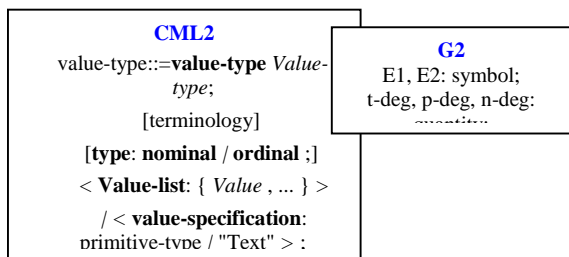 CML2
value-type::=value-type Value-
type;
[terminology]
[type: nominal / ordinal ;]
< Value-list: { Value , ... } >
/ < value-specification:
primitive-type / "Text" > ;
G2
E1, E2: symbol;
t-deg, p-deg, n-deg:
quantity;